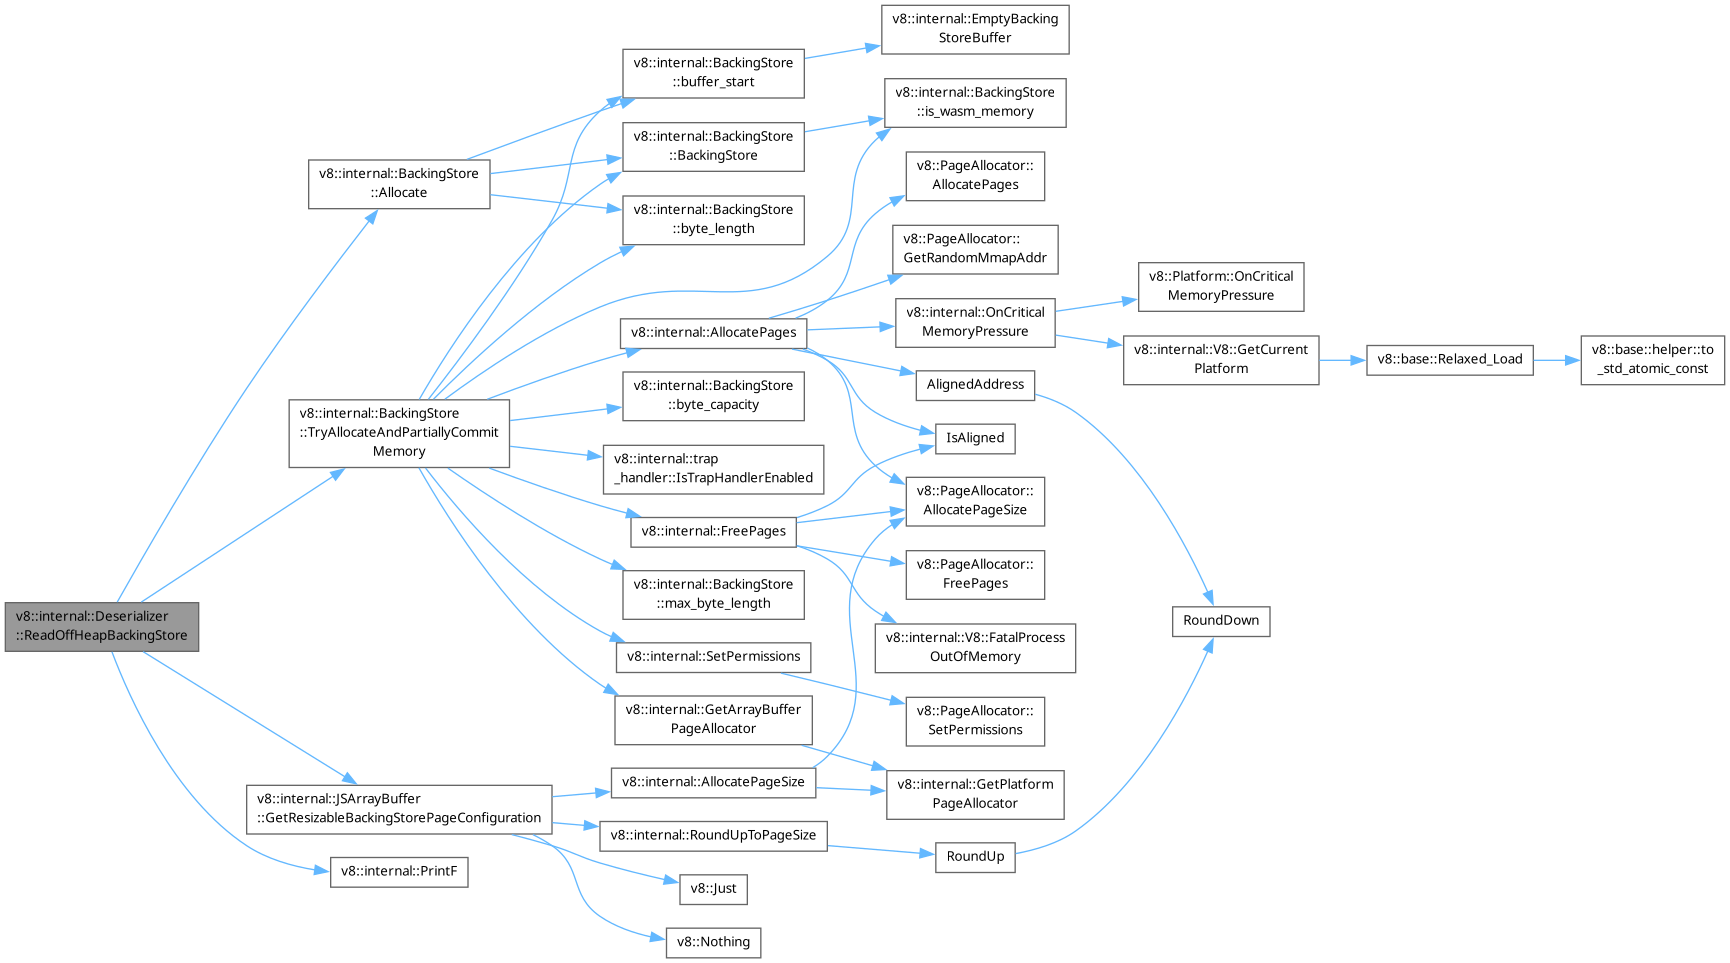 v8::internal::Deserializer
::ReadOffHeapBackingStore
v8::internal::BackingStore
::Allocate
v8::internal::BackingStore
::TryAllocateAndPartiallyCommit
Memory
v8::internal::JSArrayBuffer
::GetResizableBackingStorePageConfiguration
v8::internal::PrintF
v8::internal::BackingStore
::buffer_start
v8::internal::BackingStore
::BackingStore
v8::internal::BackingStore
::byte_length
v8::internal::AllocatePages
v8::internal::BackingStore
::byte_capacity
v8::internal::trap
_handler::IsTrapHandlerEnabled
v8::internal::FreePages
v8::internal::BackingStore
::max_byte_length
v8::internal::SetPermissions
v8::internal::GetArrayBuffer
PageAllocator
v8::internal::AllocatePageSize
v8::internal::RoundUpToPageSize
v8::Just
v8::Nothing
v8::internal::EmptyBacking
StoreBuffer
v8::internal::BackingStore
::is_wasm_memory
v8::PageAllocator::
AllocatePages
v8::PageAllocator::
GetRandomMmapAddr
v8::internal::OnCritical
MemoryPressure
AlignedAddress
IsAligned
v8::PageAllocator::
AllocatePageSize
v8::PageAllocator::
FreePages
v8::internal::V8::FatalProcess
OutOfMemory
v8::PageAllocator::
SetPermissions
v8::internal::GetPlatform
PageAllocator
RoundUp
v8::Platform::OnCritical
MemoryPressure
v8::internal::V8::GetCurrent
Platform
RoundDown
v8::base::Relaxed_Load
v8::base::helper::to
_std_atomic_const